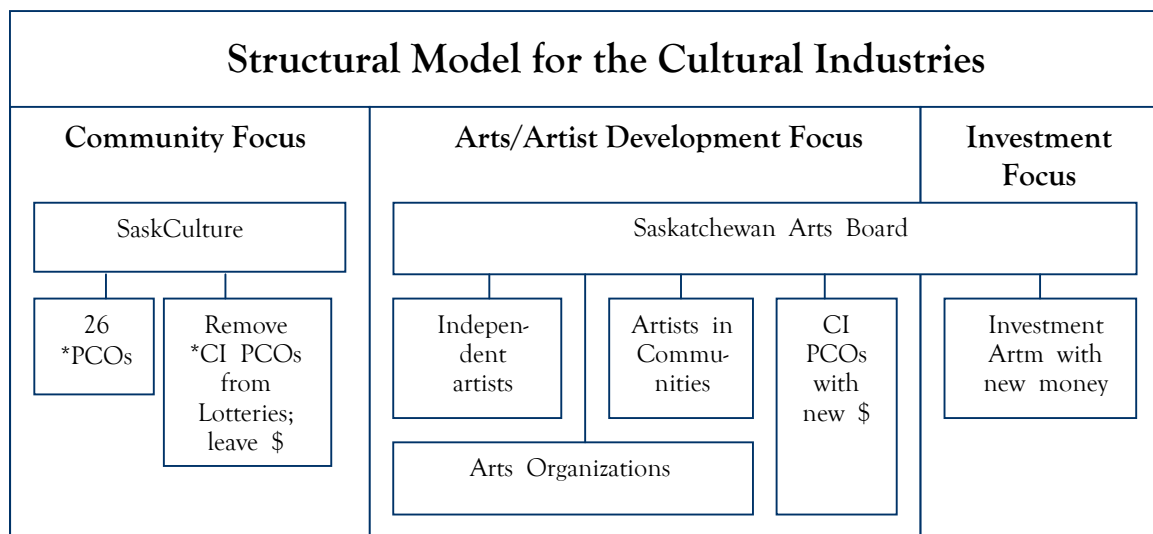 Structural Model for the Cultural Industries
Community Focus
Arts/Artist Development Focus
Investment
Focus
SaskCulture
Saskatchewan Arts Board
26
*PCOs
Remove
*CI PCOs
from
Lotteries;
leave $
Indepen-
dent
artists
Artists in
Commu-
nities
CI
PCOs
with
new $
Investment
Artm with
new money
Arts Organizations